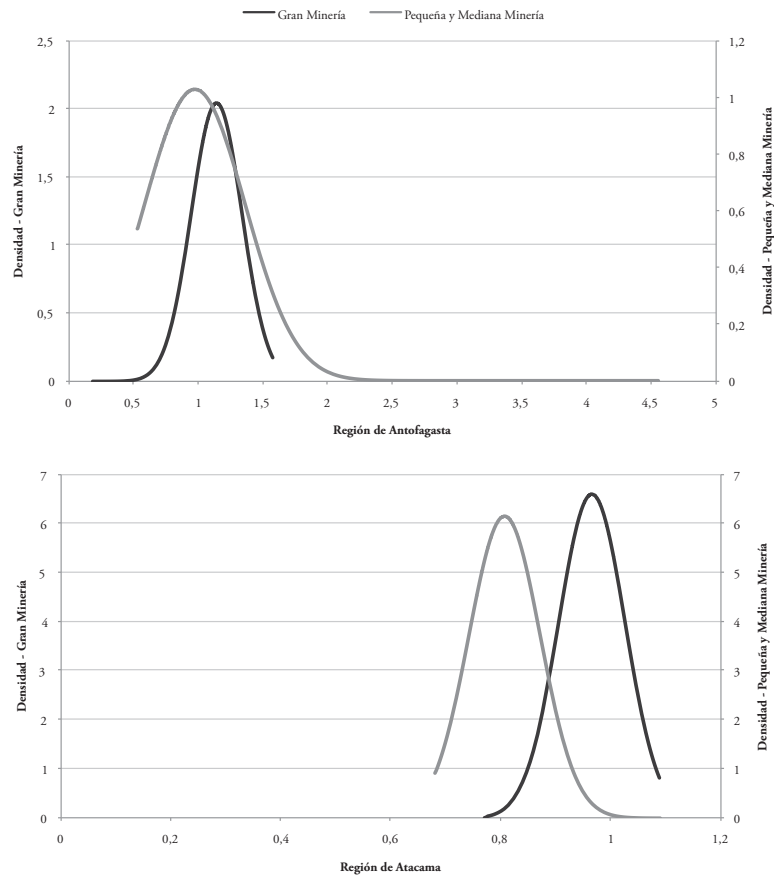 Gran Minería
Pequeña y Mediana Minería
Densidad - Gran Minería
2,5
2
1,5
1
0,5
0
1,2
1
0,8
0,6
0,4
0,2
0
Densidad - Pequeña y Mediana Minería
0 0,5 1 1,5 2 2,5 3 3,5 4 4,5 5
Región de Antofagasta
Densidad - Gran Minería
7
6
5
4
3
2
1
0
7
6
5
4
3
2
1
0
Densidad - Pequeña y Mediana Minería
0 0,2 0,4 0,6 0,8 1 1,2
Región de Atacama